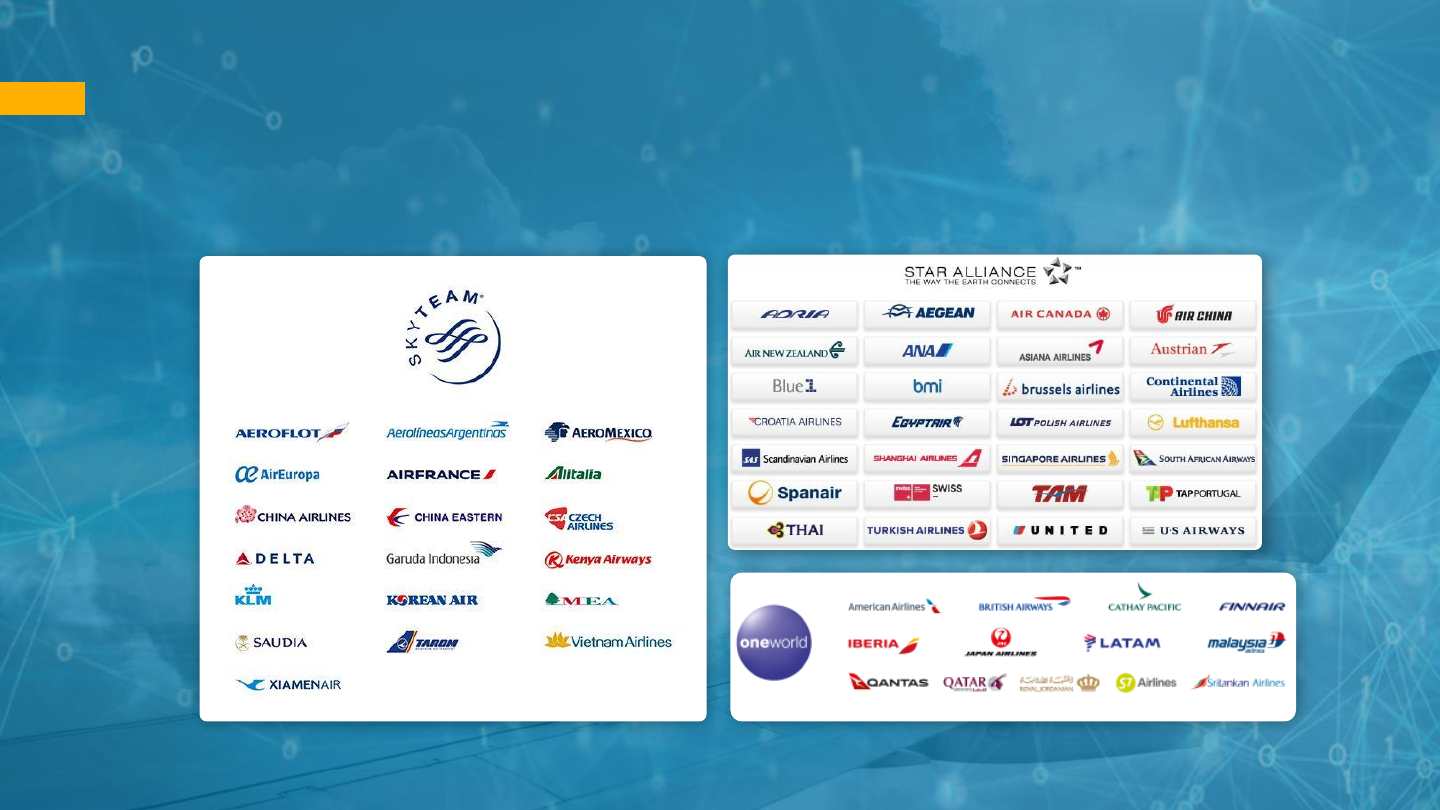 SKYTEAM
AEROFLOT AerolíneasArgentinas AEROMEXICO
AirEuropa AIRFRANCE Alitalia
CHINA AIRLINES CHINA EASTERN CSA CZECH AIRLINES
DELTA Garuda Indonesia Kenya Airways
KLM KOREAN AIR MEA
SAUDIA TAROM Vietnam Airlines
XIAMENAIR
STAR ALLIANCE ™
THE WAY THE EARTH CONNECTS
ADRIA AEGEAN AIR CANADA AIR CHINA
AIR NEW ZEALAND ANA ASIANA AIRLINES Austrian
Blue1 bmi brussels airlines Continental Airlines
CROATIA AIRLINES EGYPTAIR LOT POLISH AIRLINES Lufthansa
SAS Scandinavian Airlines SHANGHAI AIRLINES SINGAPORE AIRLINES SOUTH AFRICAN AIRWAYS
Spanair swiss SWISS TAM TAP PORTUGAL
THAI TURKISH AIRLINES UNITED U·S AIRWAYS
oneworld
American Airlines BRITISH AIRWAYS CATHAY PACIFIC FINNAIR
IBERIA JAPAN AIRLINES LATAM malaysia airlines
QANTAS QATAR ROYAL JORDANIAN S7 Airlines SriLankan Airlines